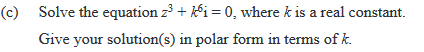 (c) Solve the equation z³ + k⁶i = 0, where k is a real constant.
Give your solution(s) in polar form in terms of k.